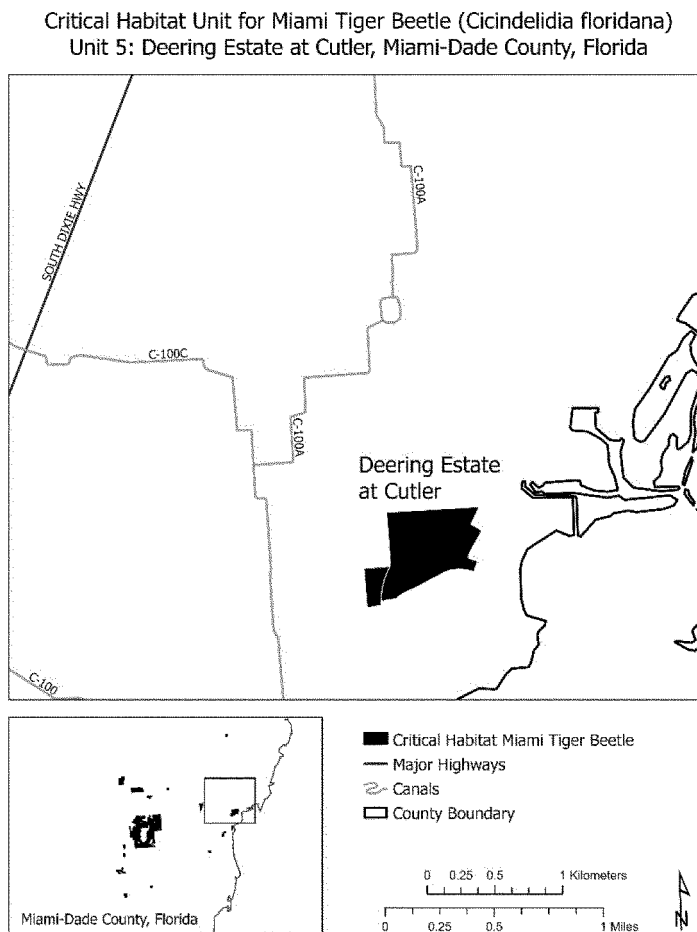 Critical Habitat Unit for Miami Tiger Beetle (Cicindelidia floridana)
Unit 5: Deering Estate at Cutler, Miami-Dade County, Florida
SOUTH DIXIE HWY
C-100A
C-100C
C-100A
Deering Estate
at Cutler
C-100
Miami-Dade County, Florida
Critical Habitat Miami Tiger Beetle
Major Highways
Canals
County Boundary
0 0.25 0.5 1 Kilometers
0 0.25 0.5 1 Miles
N